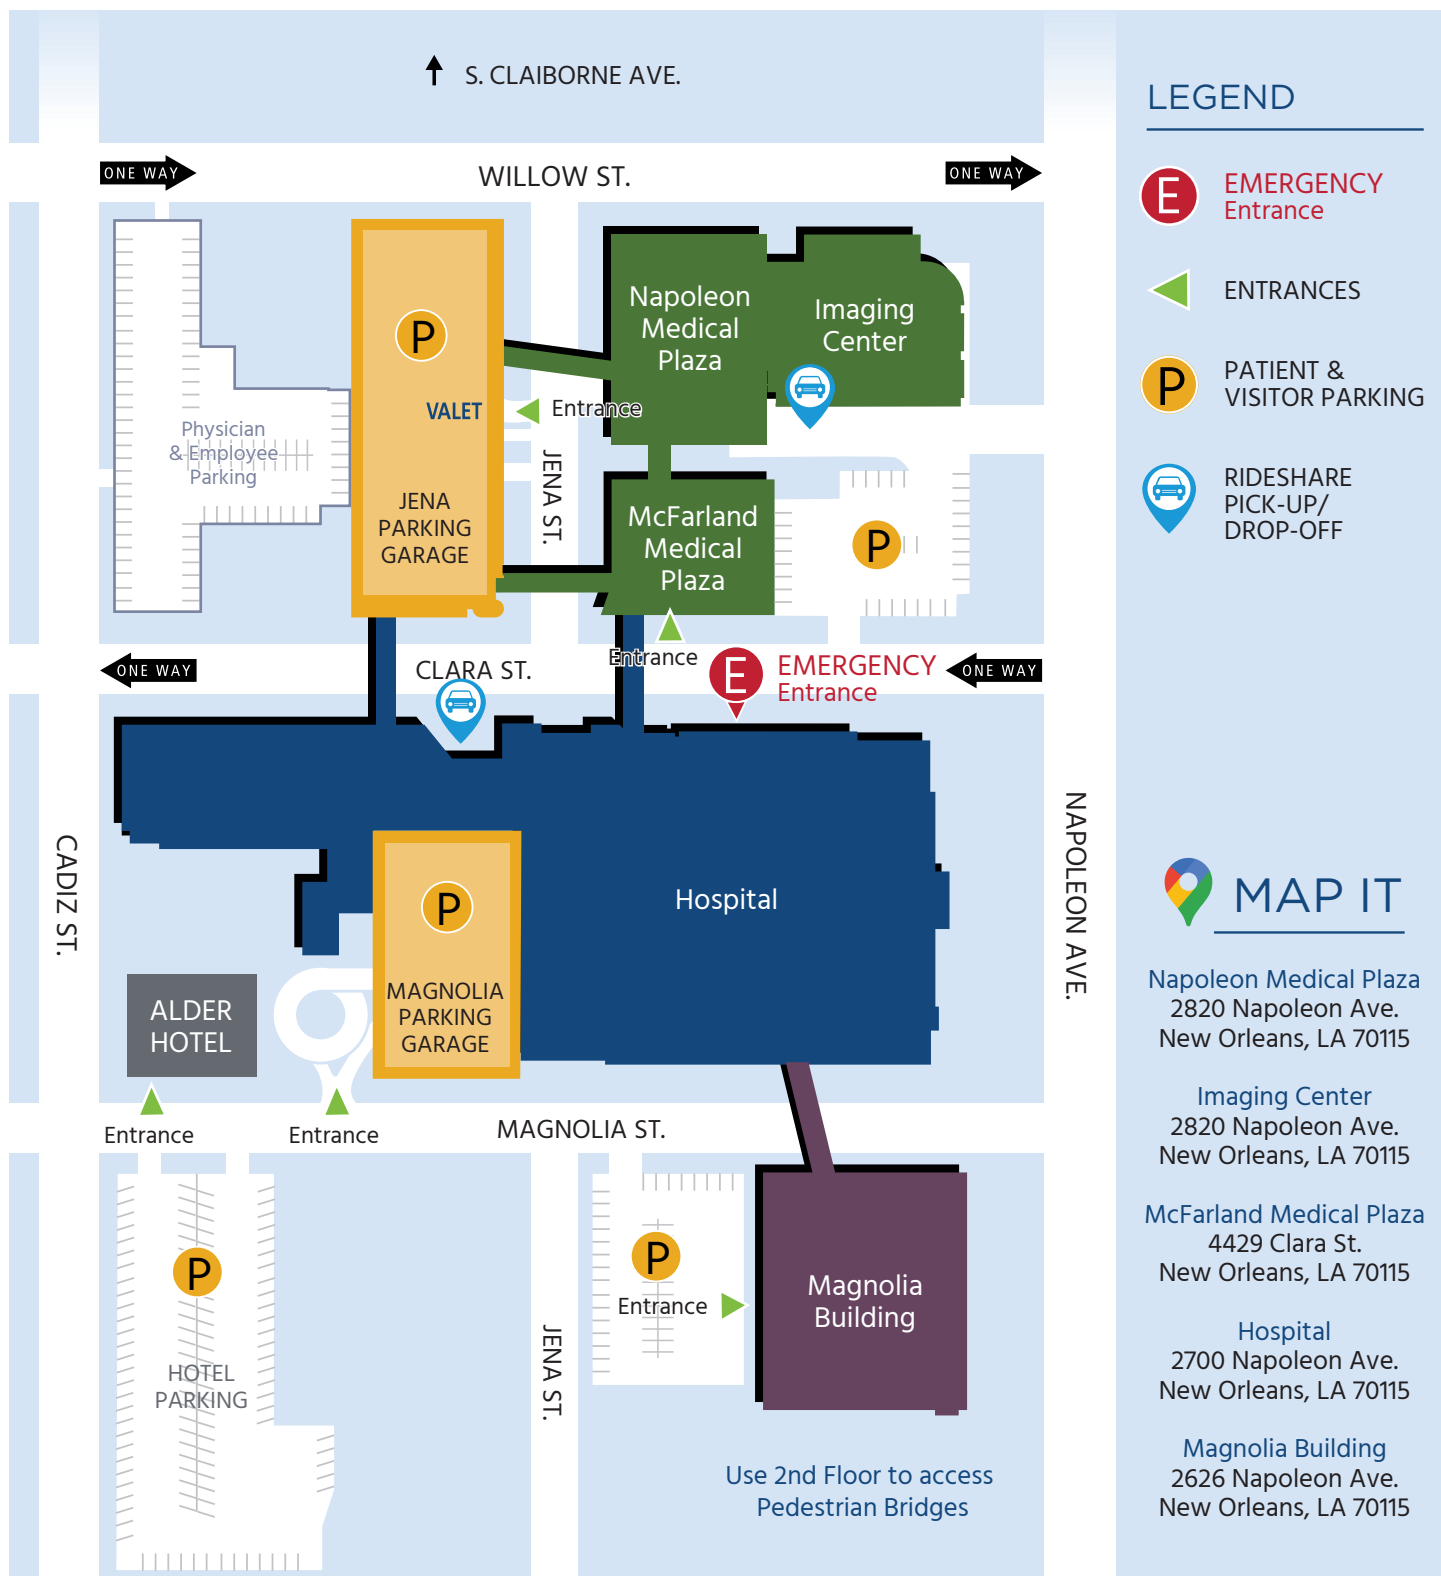 S. CLAIBORNE AVE.
ONE WAY
WILLOW ST.
ONE WAY
P
VALET
JENA
PARKING
GARAGE
Physician
& Employee
Parking
Entrance
JENA ST.
Napoleon
Medical
Plaza
Imaging
Center
McFarland
Medical
Plaza
P
Entrance
ONE WAY
CLARA ST.
E
EMERGENCY
Entrance
ONE WAY
CADIZ ST.
NAPOLEON AVE.
Hospital
P
MAGNOLIA
PARKING
GARAGE
ALDER
HOTEL
Entrance
Entrance
MAGNOLIA ST.
P
HOTEL
PARKING
JENA ST.
P
Entrance
Magnolia
Building
Use 2nd Floor to access
Pedestrian Bridges
LEGEND
E
EMERGENCY
Entrance
ENTRANCES
P
PATIENT &
VISITOR PARKING
RIDESHARE
PICK-UP/
DROP-OFF
MAP IT
Napoleon Medical Plaza
2820 Napoleon Ave.
New Orleans, LA 70115
Imaging Center
2820 Napoleon Ave.
New Orleans, LA 70115
McFarland Medical Plaza
4429 Clara St.
New Orleans, LA 70115
Hospital
2700 Napoleon Ave.
New Orleans, LA 70115
Magnolia Building
2626 Napoleon Ave.
New Orleans, LA 70115